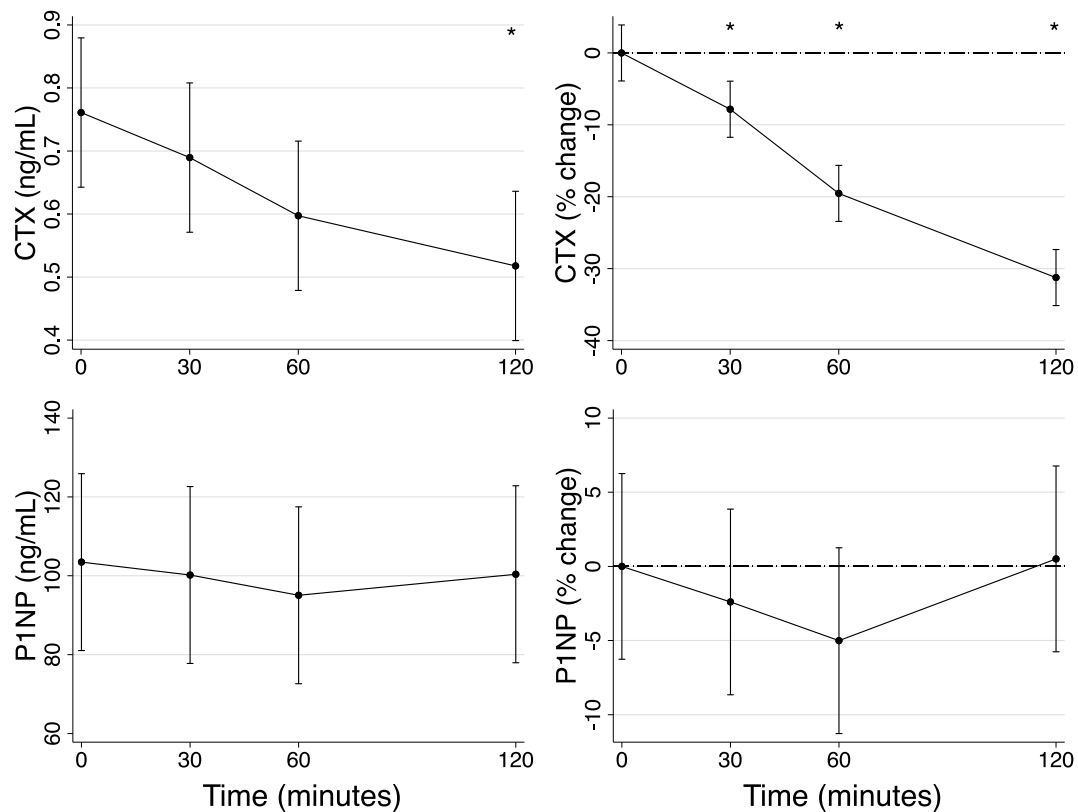 CTX (ng/mL)
0.9
0.8
0.7
0.6
0.5
0.4
*
0 30 60 120
CTX (% change)
0
-10
-20
-30
-40
* * *
0 30 60 120
P1NP (ng/mL)
140
120
100
80
60
0 30 60 120
Time (minutes)
P1NP (% change)
10
5
0
-5
-10
0 30 60 120
Time (minutes)